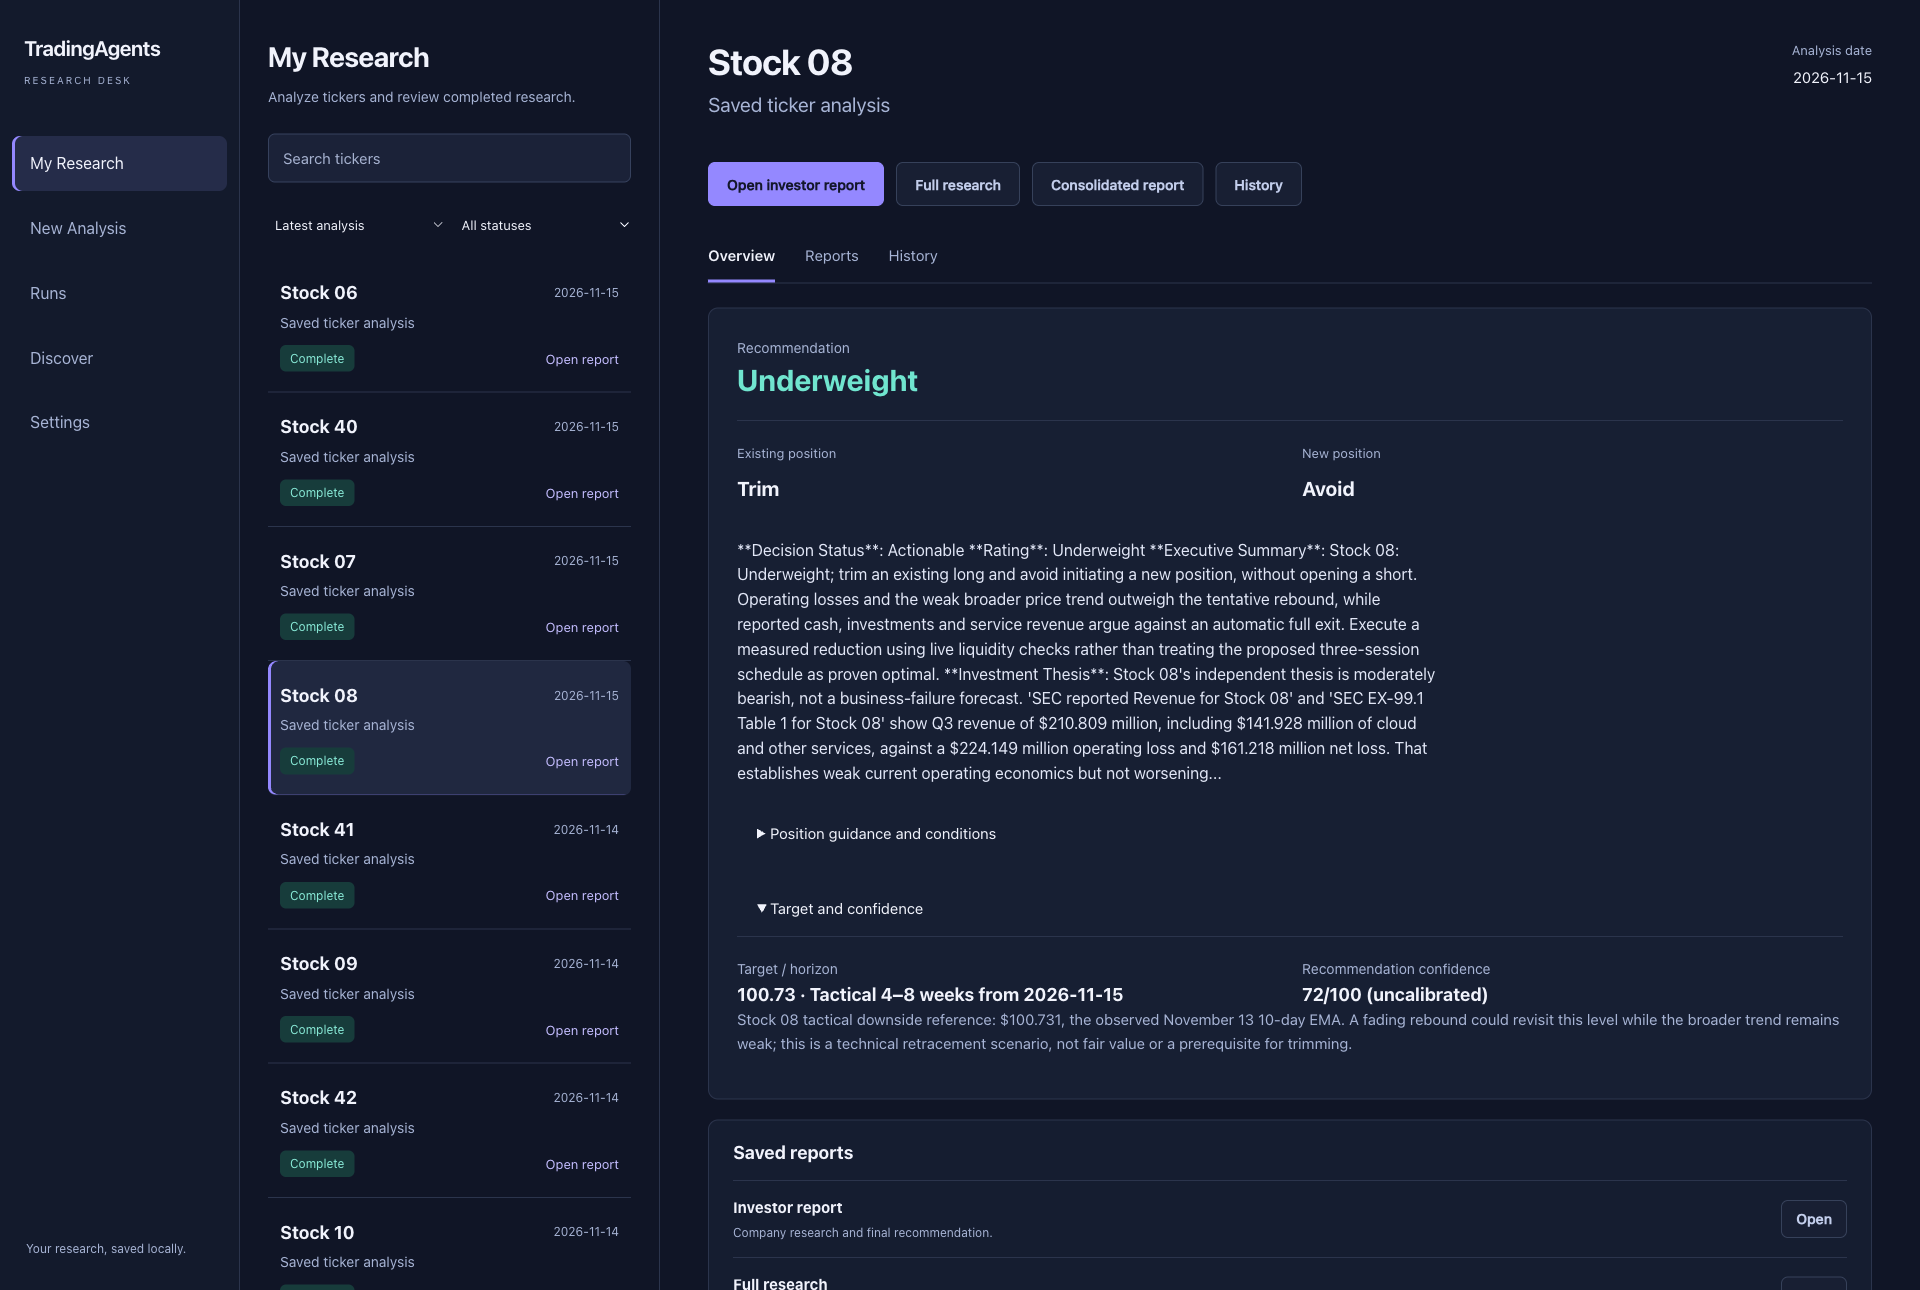 TradingAgents
RESEARCH DESK
My Research
New Analysis
Runs
Discover
Settings
Your research, saved locally.
My Research
Analyze tickers and review completed research.
Search tickers
Latest analysis
All statuses
Stock 06
2026-11-15
Saved ticker analysis
Complete
Open report
Stock 40
2026-11-15
Saved ticker analysis
Complete
Open report
Stock 07
2026-11-15
Saved ticker analysis
Complete
Open report
Stock 08
2026-11-15
Saved ticker analysis
Complete
Open report
Stock 41
2026-11-14
Saved ticker analysis
Complete
Open report
Stock 09
2026-11-14
Saved ticker analysis
Complete
Open report
Stock 42
2026-11-14
Saved ticker analysis
Complete
Open report
Stock 10
2026-11-14
Saved ticker analysis
Stock 08
Saved ticker analysis
Analysis date
2026-11-15
Open investor report
Full research
Consolidated report
History
Overview
Reports
History
Recommendation
Underweight
Existing position
Trim
New position
Avoid
**Decision Status**: Actionable **Rating**: Underweight **Executive Summary**: Stock 08:
Underweight; trim an existing long and avoid initiating a new position, without opening a short.
Operating losses and the weak broader price trend outweigh the tentative rebound, while
reported cash, investments and service revenue argue against an automatic full exit. Execute a
measured reduction using live liquidity checks rather than treating the proposed three-session
schedule as proven optimal. **Investment Thesis**: Stock 08's independent thesis is moderately
bearish, not a business-failure forecast. 'SEC reported Revenue for Stock 08' and 'SEC EX-99.1
Table 1 for Stock 08' show Q3 revenue of $210.809 million, including $141.928 million of cloud
and other services, against a $224.149 million operating loss and $161.218 million net loss. That
establishes weak current operating economics but not worsening...
Position guidance and conditions
Target and confidence
Target / horizon
100.73 · Tactical 4–8 weeks from 2026-11-15
Recommendation confidence
72/100 (uncalibrated)
Stock 08 tactical downside reference: $100.731, the observed November 13 10-day EMA. A fading rebound could revisit this level while the broader trend remains
weak; this is a technical retracement scenario, not fair value or a prerequisite for trimming.
Saved reports
Investor report
Company research and final recommendation.
Open
Full research